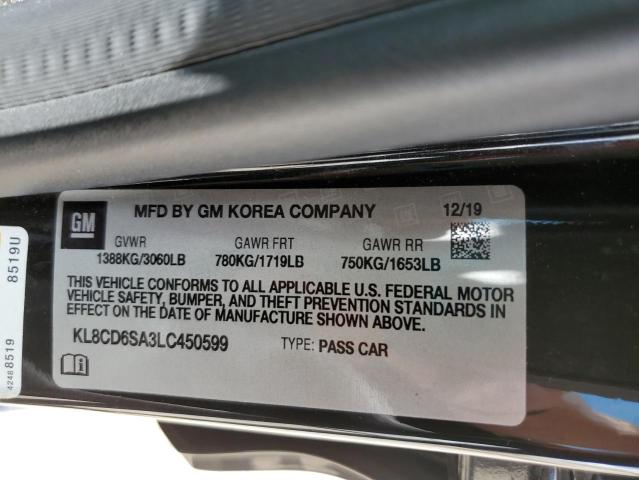 GM MFD BY GM KOREA COMPANY 12/19
GVWR GAWR FRT GAWR RR
1388KG/3060LB 780KG/1719LB 750KG/1653LB
THIS VEHICLE CONFORMS TO ALL APPLICABLE U.S. FEDERAL MOTOR
VEHICLE SAFETY, BUMPER, AND THEFT PREVENTION STANDARDS IN
EFFECT ON THE DATE OF MANUFACTURE SHOWN ABOVE.
KL8CD6SA3LC450599 TYPE: PASS CAR
8519U
42488519